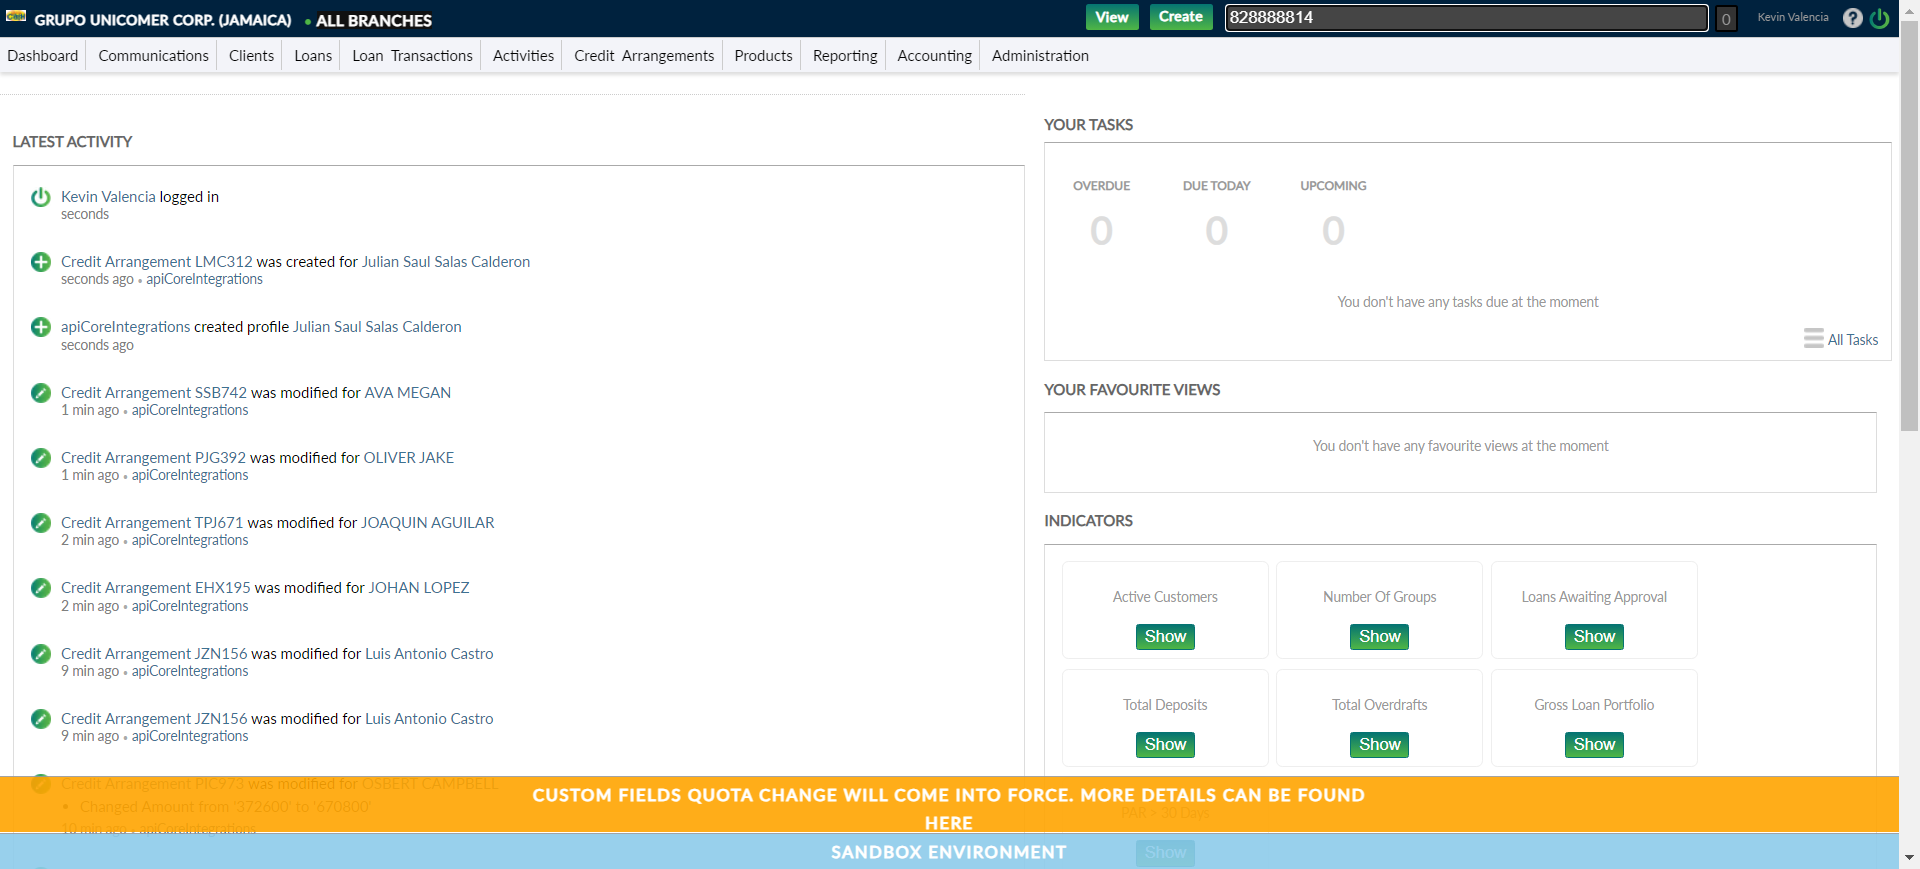 GRUPO UNICOMER CORP. (JAMAICA) • ALL BRANCHES
View Create 828888814 0 Kevin Valencia ?
Dashboard Communications Clients Loans Loan Transactions Activities Credit Arrangements Products Reporting Accounting Administration
LATEST ACTIVITY
Kevin Valencia logged in
seconds
Credit Arrangement LMC312 was created for Julian Saul Salas Calderon
seconds ago • apiCoreIntegrations
apiCoreIntegrations created profile Julian Saul Salas Calderon
seconds ago
Credit Arrangement SSB742 was modified for AVA MEGAN
1 min ago • apiCoreIntegrations
Credit Arrangement PJG392 was modified for OLIVER JAKE
1 min ago • apiCoreIntegrations
Credit Arrangement TPJ671 was modified for JOAQUIN AGUILAR
2 min ago • apiCoreIntegrations
Credit Arrangement EHX195 was modified for JOHAN LOPEZ
2 min ago • apiCoreIntegrations
Credit Arrangement JZN156 was modified for Luis Antonio Castro
9 min ago • apiCoreIntegrations
Credit Arrangement JZN156 was modified for Luis Antonio Castro
9 min ago • apiCoreIntegrations
Credit Arrangement PIC973 was modified for OSBERT CAMPBELL
• Changed Amount from '372600' to '670800'
10 min ago • apiCoreIntegrations
YOUR TASKS
OVERDUE DUE TODAY UPCOMING
0 0 0
You don't have any tasks due at the moment
All Tasks
YOUR FAVOURITE VIEWS
You don't have any favourite views at the moment
INDICATORS
Active Customers Number Of Groups Loans Awaiting Approval
Show Show Show
Total Deposits Total Overdrafts Gross Loan Portfolio
Show Show Show
PAR > 30 Days
Show
CUSTOM FIELDS QUOTA CHANGE WILL COME INTO FORCE. MORE DETAILS CAN BE FOUND
HERE
SANDBOX ENVIRONMENT